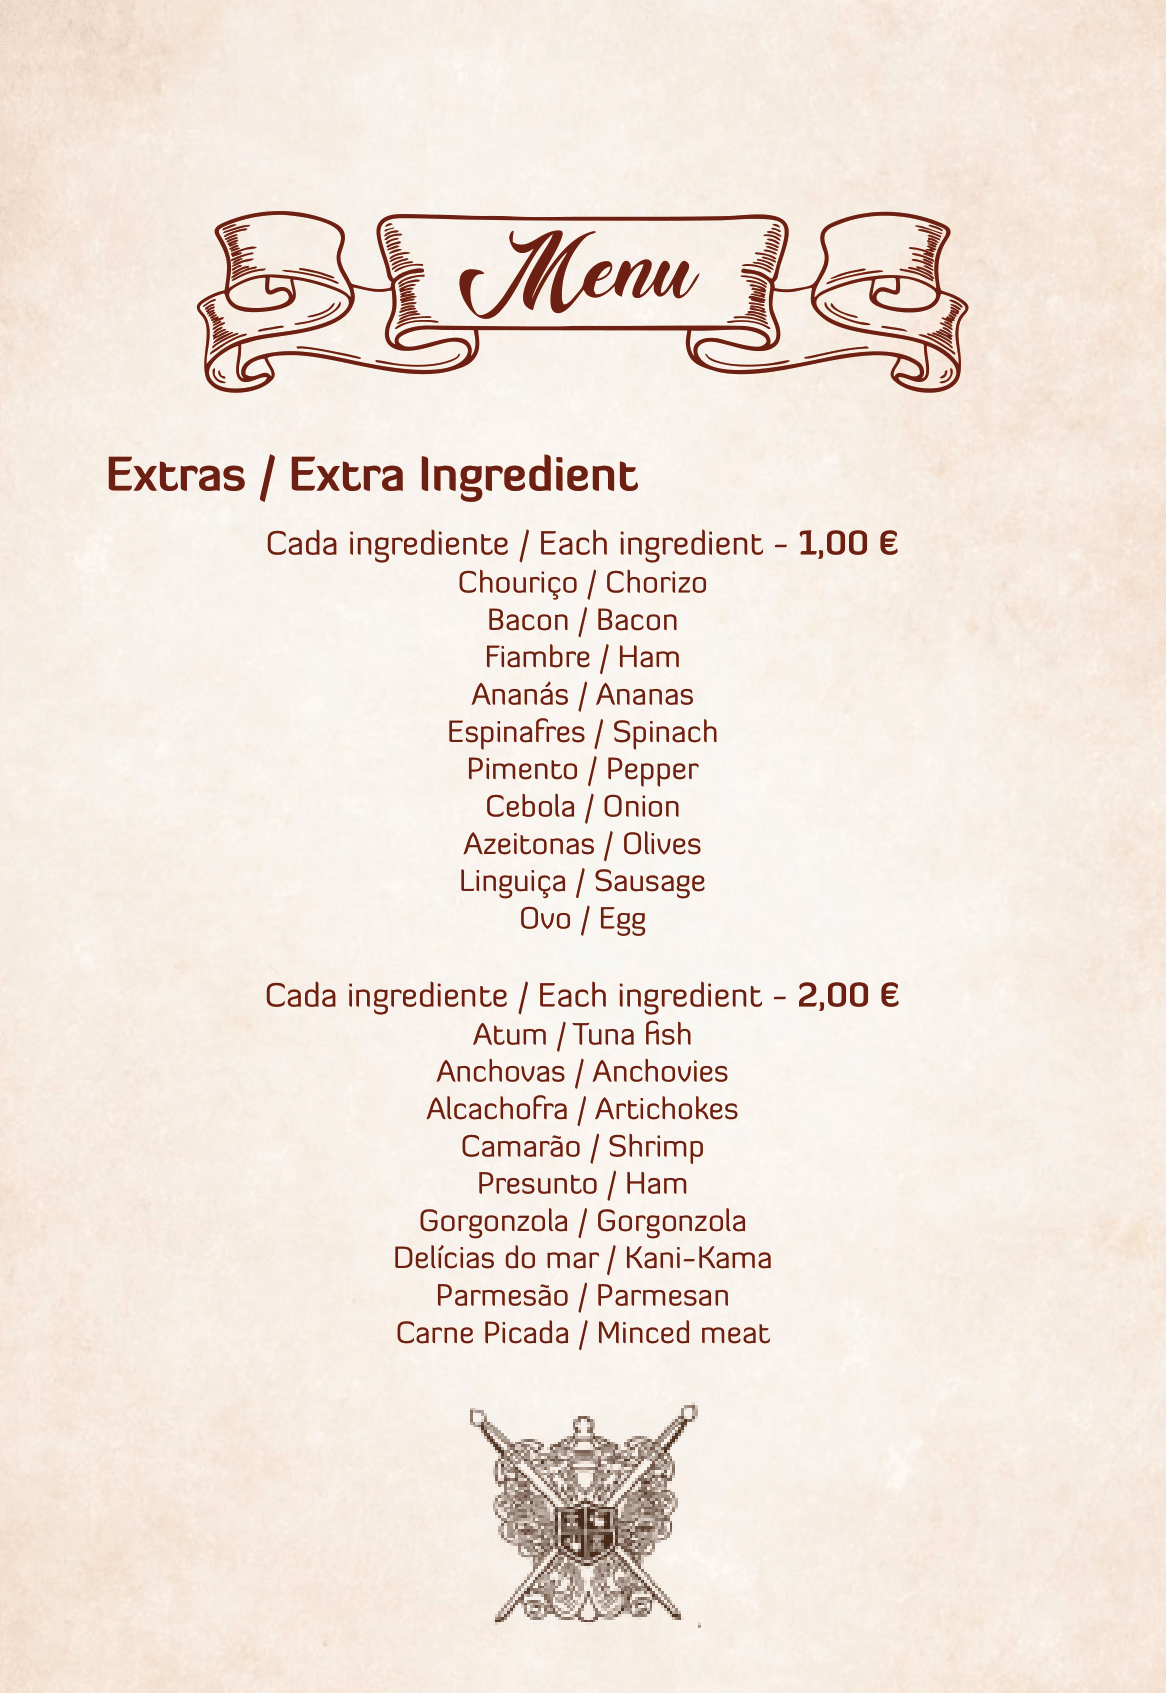 Menu
Extras / Extra Ingredient
Cada ingrediente / Each ingredient - 1,00 €
Chouriço / Chorizo
Bacon / Bacon
Fiambre / Ham
Ananás / Ananas
Espinafres / Spinach
Pimento / Pepper
Cebola / Onion
Azeitonas / Olives
Linguiça / Sausage
Ovo / Egg
Cada ingrediente / Each ingredient - 2,00 €
Atum / Tuna fish
Anchovas / Anchovies
Alcachofra / Artichokes
Camarão / Shrimp
Presunto / Ham
Gorgonzola / Gorgonzola
Delícias do mar / Kani-Kama
Parmesão / Parmesan
Carne Picada / Minced meat